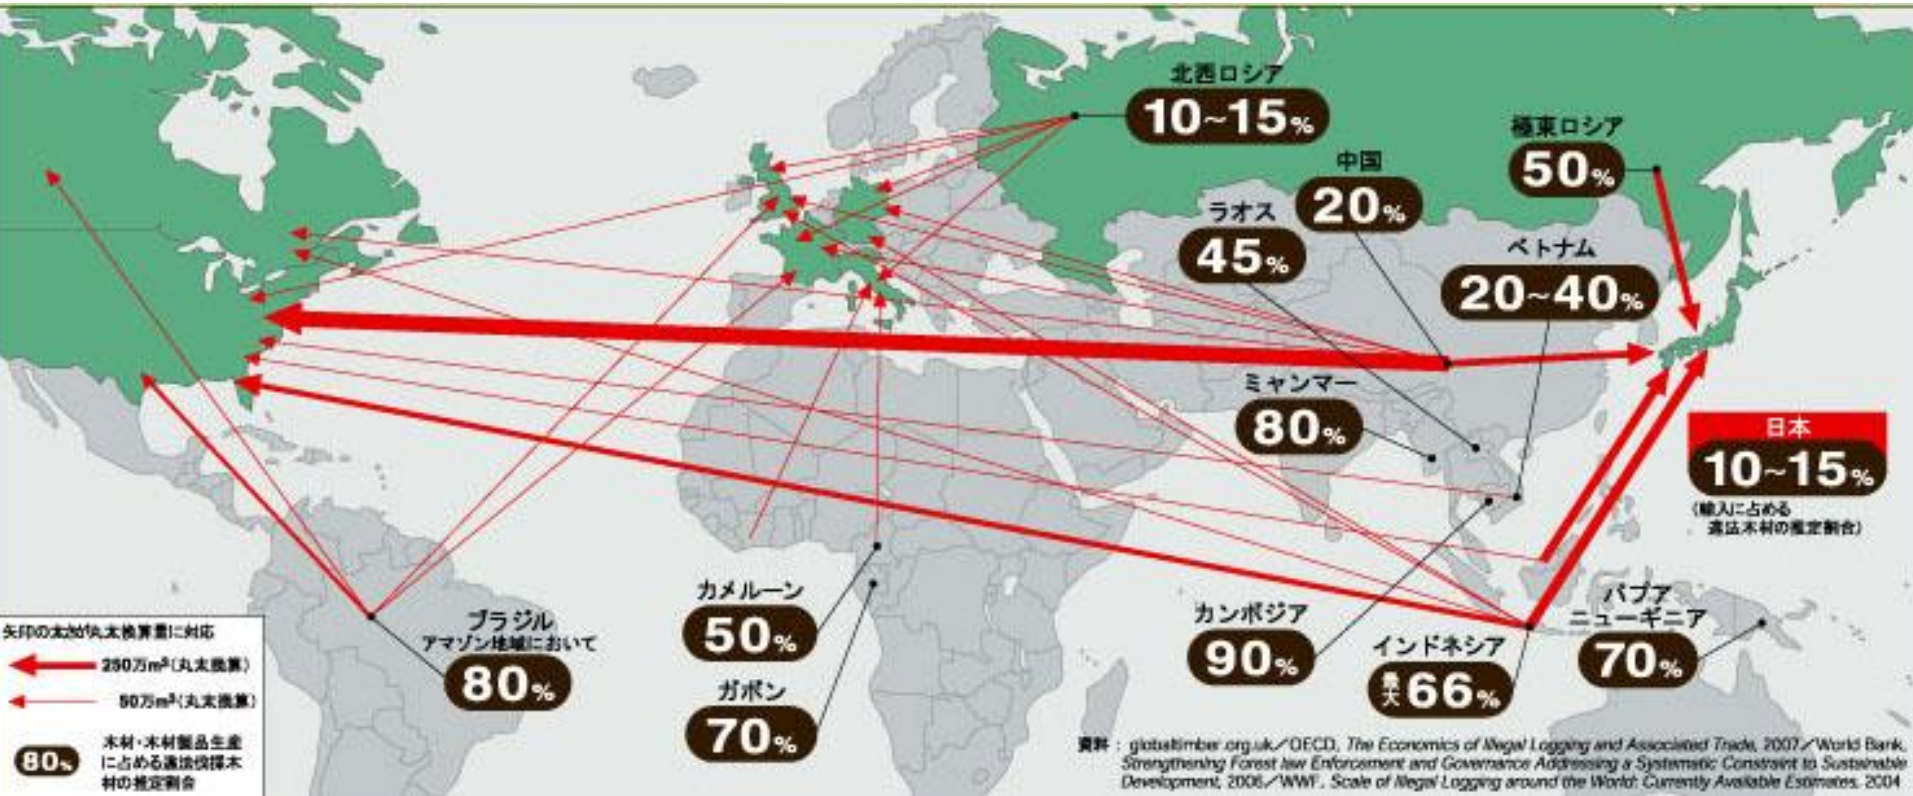 北西ロシア
10~15%
極東ロシア
50%
中国
20%
ラオス
45%
ベトナム
20~40%
ミャンマー
80%
日本
10~15%
(輸入に占める
違法木材の推定割合)
カメルーン
50%
ガボン
70%
ブラジル
アマゾン地域において
80%
カンボジア
90%
インドネシア
最大66%
パプア
ニューギニア
70%
矢印の太さが丸太換算量に対応
250万m³(丸太換算)
50万m³(丸太換算)
80%
木材・木材製品生産
に占める違法伐採木
材の推定割合
資料：globaltimber.org.uk／OECD, The Economics of Illegal Logging and Associated Trade, 2007／World Bank,
Strengthening Forest law Enforcement and Governance Addressing a Systematic Constraint to Sustainable
Development, 2006／WWF, Scale of Illegal Logging around the World: Currently Available Estimates, 2004